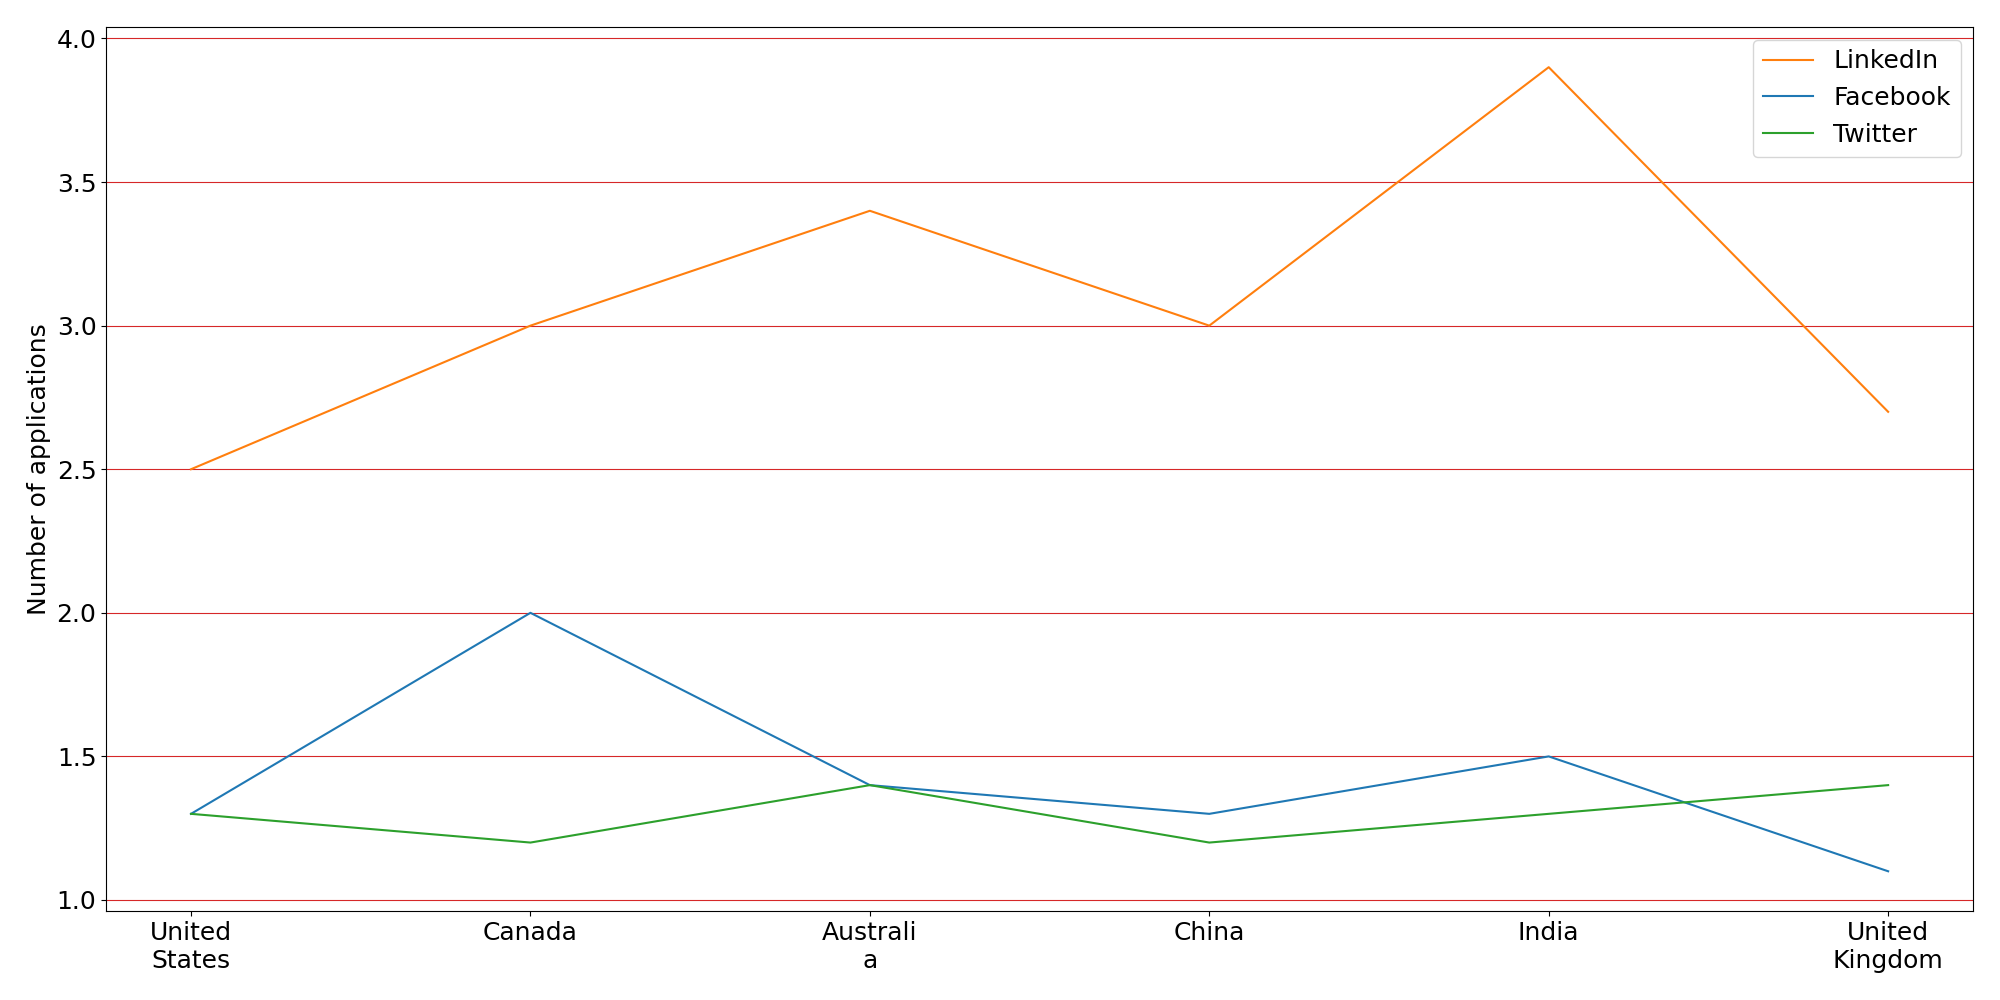 Number of applications
4.0
3.5
3.0
2.5
2.0
1.5
1.0
LinkedIn
Facebook
Twitter
United
States
Canada
Australi
a
China
India
United
Kingdom